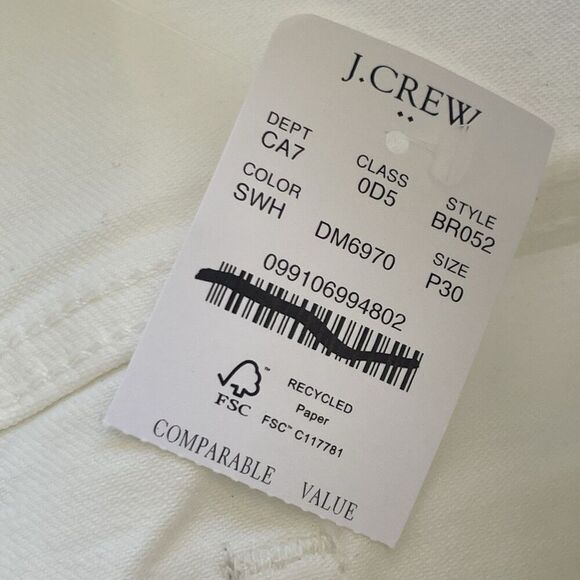 J.CREW
DEPT CLASS STYLE
CA7 0D5 BR052
COLOR SIZE
SWH DM6970 P30
099106994802
FSC™ RECYCLED
Paper
FSC™ C117781
COMPARABLE VALUE